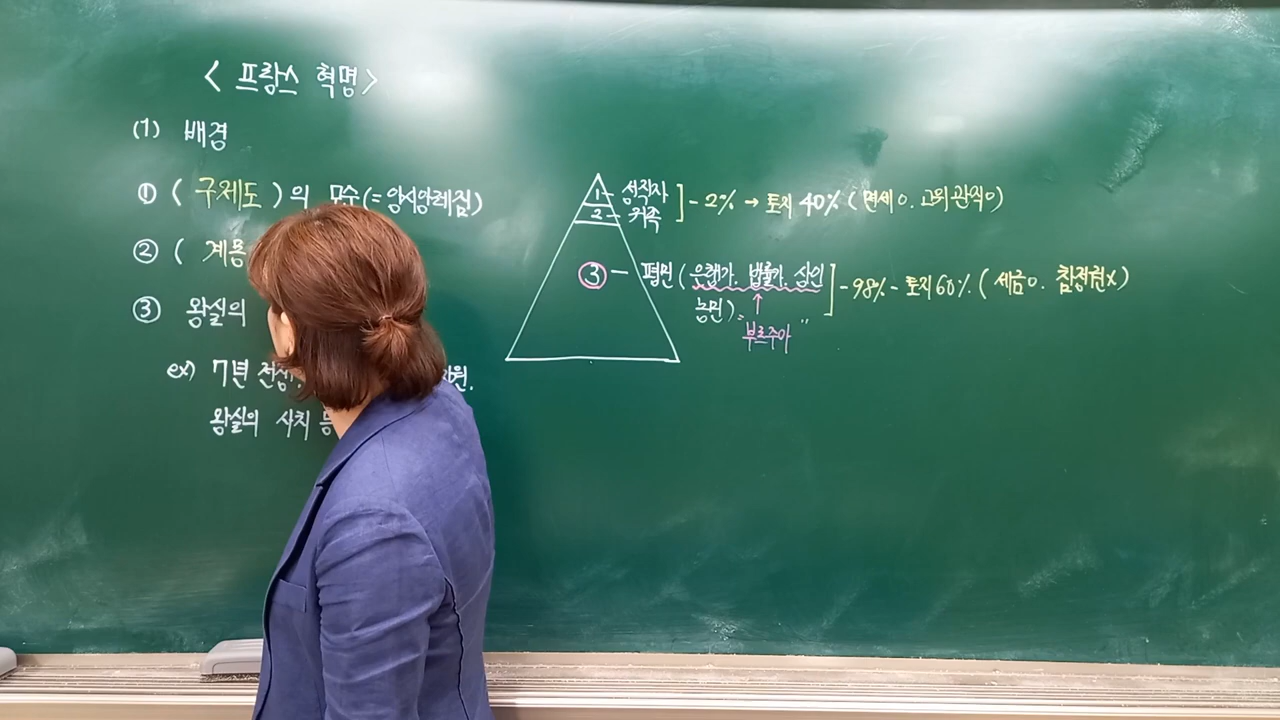 < 프랑스 혁명>
(1) 배경
① ( 구제도 ) 의 모순(=앙시앙레짐)
② ( 계몽
③ 왕실의
ex) 7년 전쟁,
왕실의 사치 등
1 성직자
2 귀족
] - 2% → 토지 40% ( 면세 O. 고위 관직 O)
③ - 평민 ( 은행가. 법률가. 상인
농민).
] - 98% - 토지 60% ( 세금 O. 참정권 X )
↑
부르주아 "